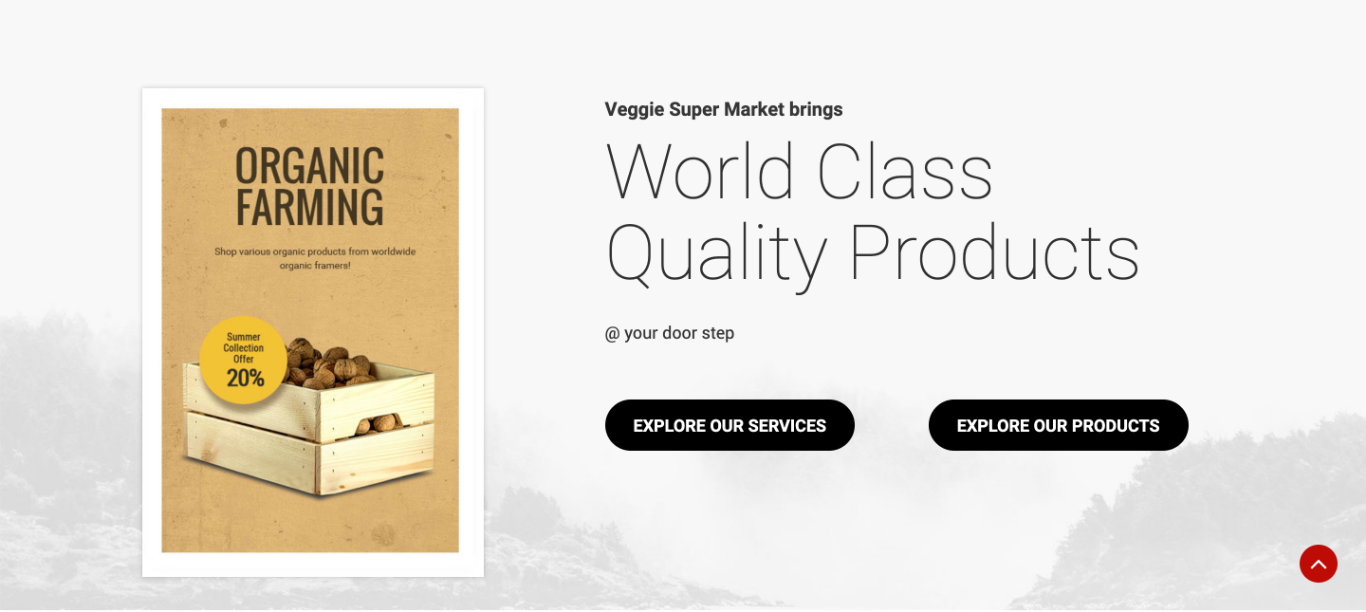 ORGANIC
FARMING
Shop various organic products from worldwide
organic framers!
Summer
Collection
Offer
20%
Veggie Super Market brings
World Class
Quality Products
@ your door step
EXPLORE OUR SERVICES
EXPLORE OUR PRODUCTS